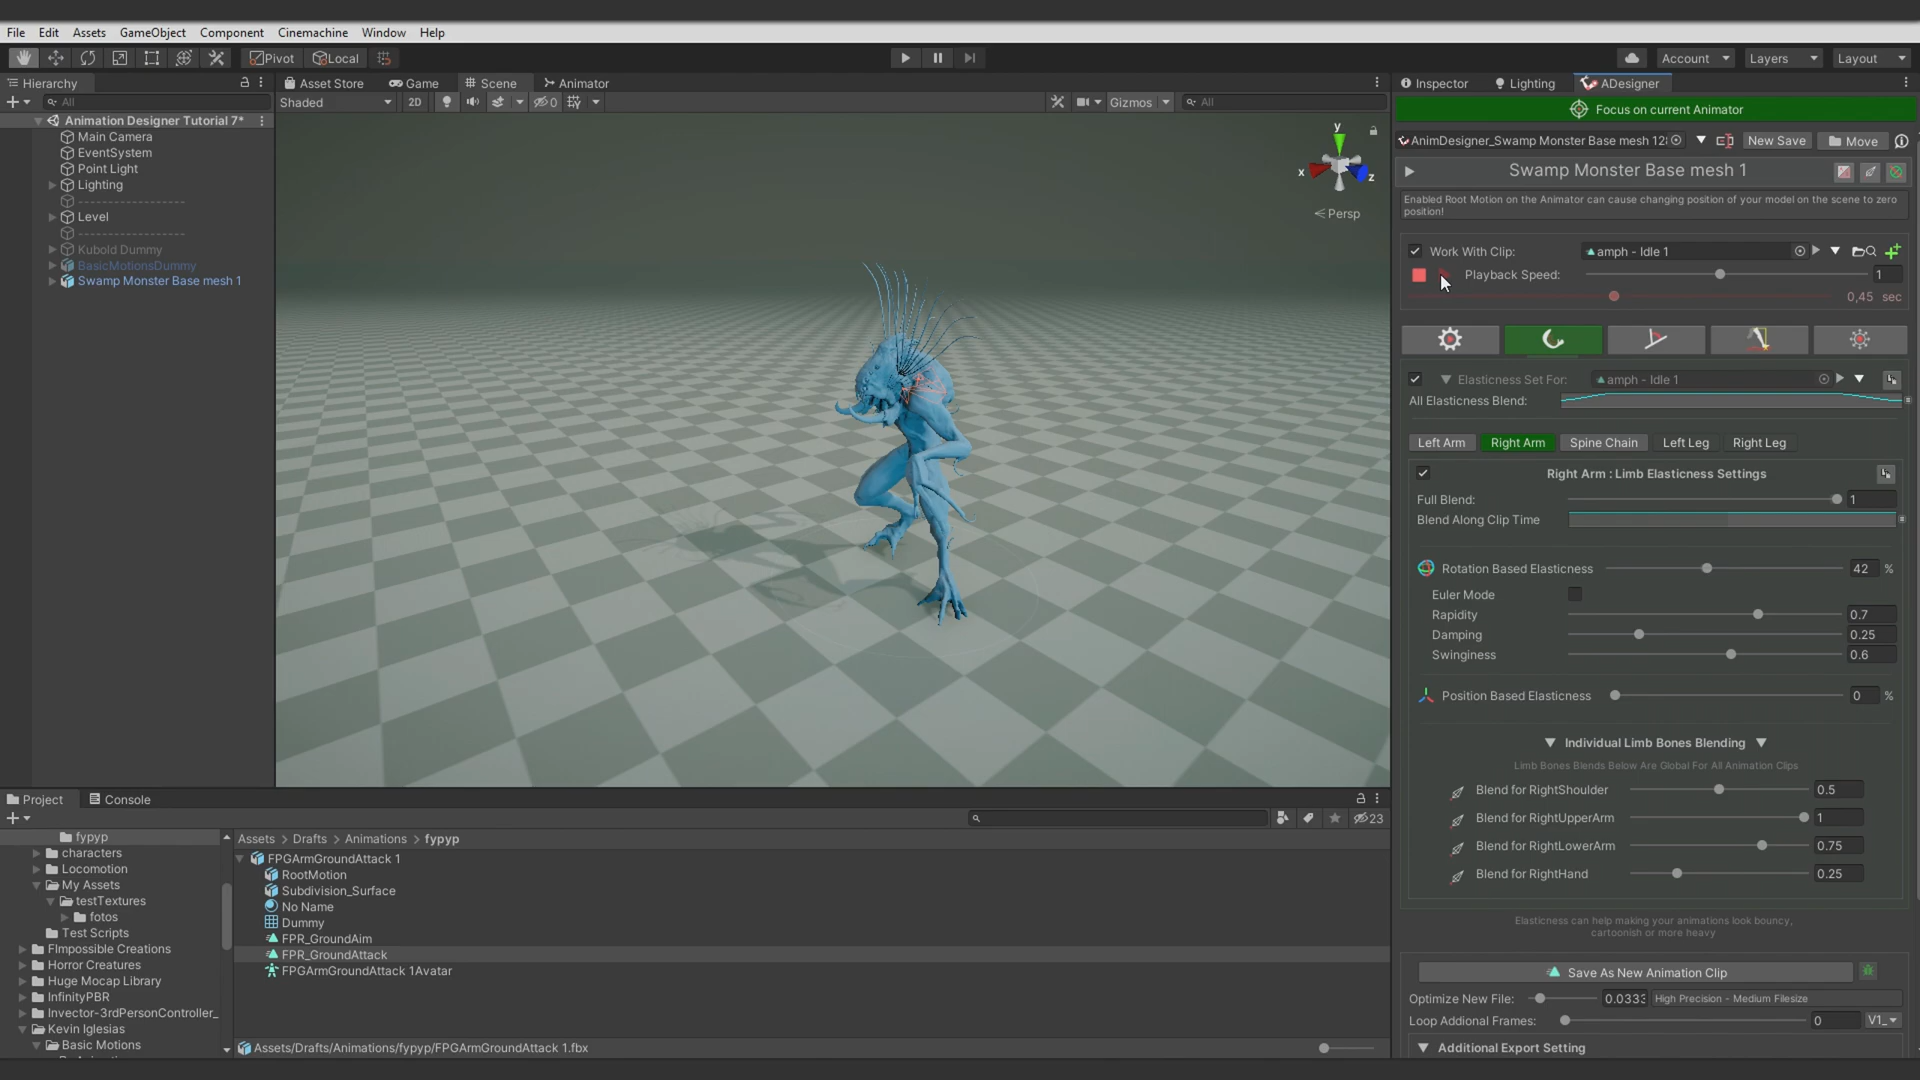 File Edit Assets GameObject Component Cinemachine Window Help
Pivot Local Account Layers Layout
Hierarchy Asset Store Game Scene Animator Inspector Lighting ADesigner
All Shaded 2D 0 Gizmos All
Focus on current Animator
Animation Designer Tutorial 7*
Main Camera
EventSystem
Point Light
Lighting
------------------
Level
------------------
Kubold Dummy
BasicMotionsDummy
Swamp Monster Base mesh 1
y
x
z
Persp
AnimDesigner_Swamp Monster Base mesh 12 New Save Move
Swamp Monster Base mesh 1
Enabled Root Motion on the Animator can cause changing position of your model on the scene to zero
position!
Work With Clip: amph - Idle 1
Playback Speed: 1
0,45 sec
Elasticness Set For: amph - Idle 1
All Elasticness Blend:
Left Arm Right Arm Spine Chain Left Leg Right Leg
Right Arm : Limb Elasticness Settings
Full Blend: 1
Blend Along Clip Time
Rotation Based Elasticness 42 %
Euler Mode
Rapidity 0.7
Damping 0.25
Swinginess 0.6
Position Based Elasticness 0 %
Individual Limb Bones Blending
Limb Bones Blends Below Are Global For All Animation Clips
Blend for RightShoulder 0.5
Blend for RightUpperArm 1
Blend for RightLowerArm 0.75
Blend for RightHand 0.25
Elasticness can help making your animations look bouncy,
cartoonish or more heavy
Save As New Animation Clip
Optimize New File: 0.033 High Precision - Medium Filesize
Loop Addional Frames: 0 V1_
Additional Export Setting
Project Console
23
fypyp
characters
Locomotion
My Assets
testTextures
fotos
Test Scripts
FImpossible Creations
Horror Creatures
Huge Mocap Library
InfinityPBR
Invector-3rdPersonController_
Kevin Iglesias
Basic Motions
Assets > Drafts > Animations > fypyp
FPGArmGroundAttack 1
RootMotion
Subdivision_Surface
No Name
Dummy
FPR_GroundAim
FPR_GroundAttack
FPGArmGroundAttack 1Avatar
Assets/Drafts/Animations/fypyp/FPGArmGroundAttack 1.fbx